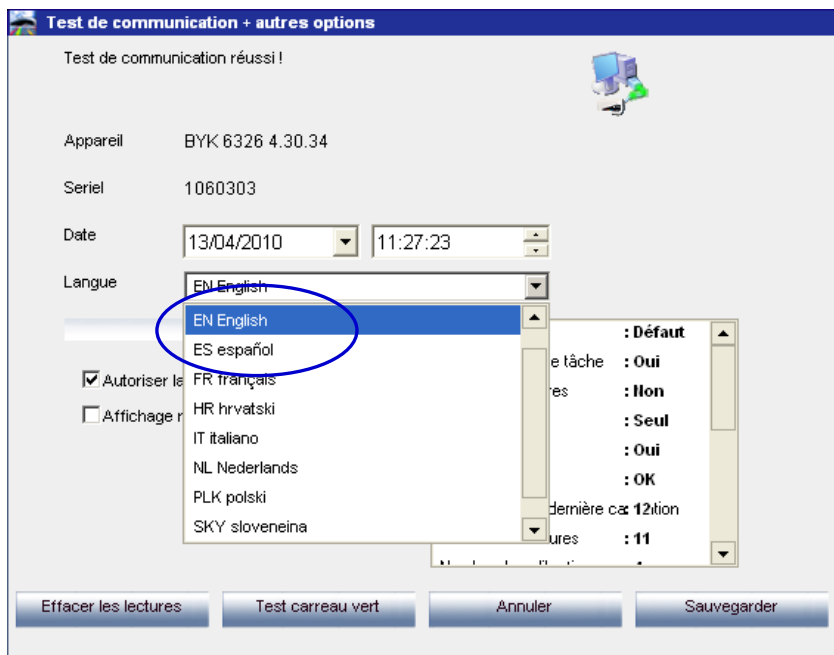 Test de communication + autres options
Test de communication réussi !
Appareil BYK 6326 4.30.34
Seriel 1060303
Date 13/04/2010 11:27:23
Langue EN English
EN English
ES español
FR français
HR hrvatski
IT italiano
NL Nederlands
PLK polski
SKY sloveneina
Autoriser la
Affichage
: Défaut
e tâche : Oui
: Non
: Seul
: Oui
: OK
dernière : 12
ures : 11
Effacer les lectures Test carreau vert Annuler Sauvegarder